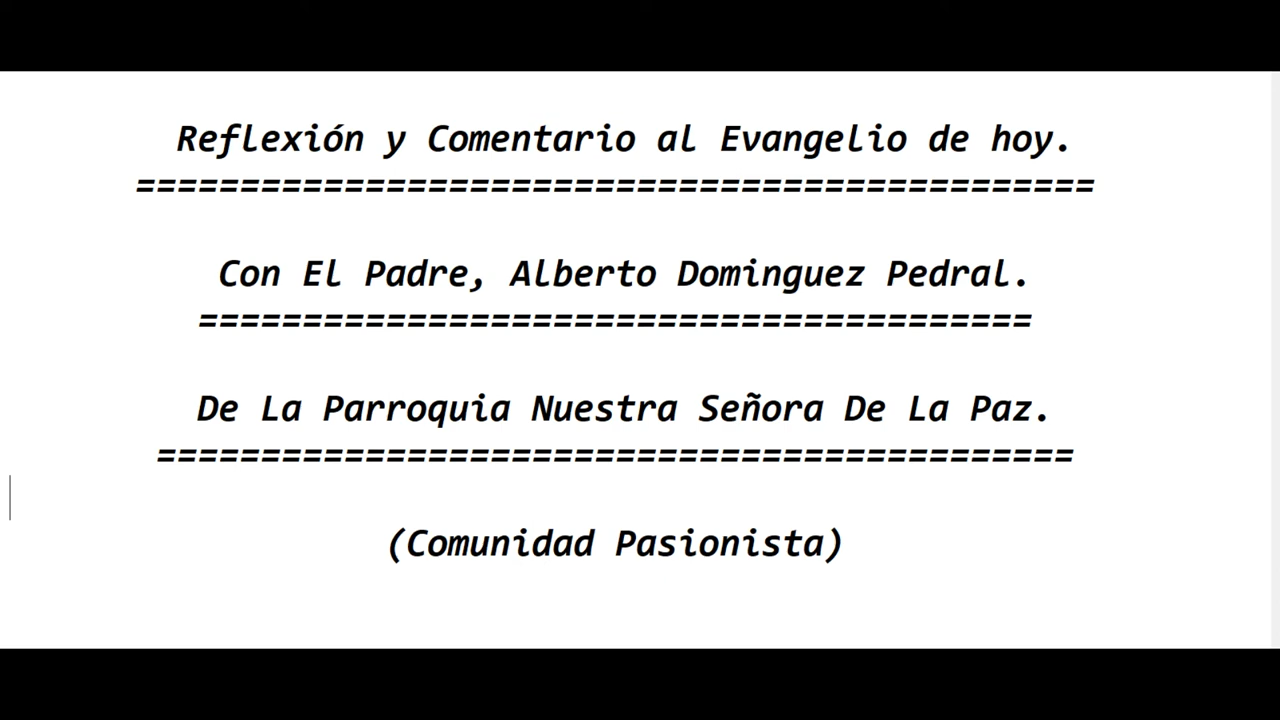 Reflexión y Comentario al Evangelio de hoy.
==============================================
Con El Padre, Alberto Dominguez Pedral.
========================================
De La Parroquia Nuestra Señora De La Paz.
============================================
(Comunidad Pasionista)